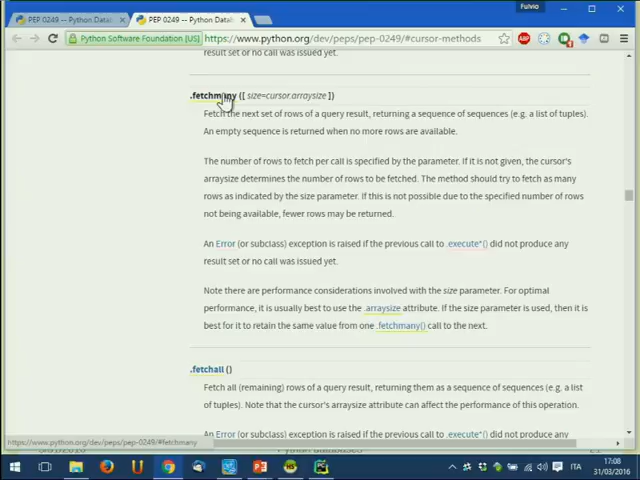 Fulvio
PEP 0249 -- Python Datab
PEP 0249 -- Python Datab
Python Software Foundation [US]
https://www.python.org/dev/peps/pep-0249/#cursor-methods
result set or no call was issued yet.
.fetchmany ([ size=cursor.arraysize ])
Fetch the next set of rows of a query result, returning a sequence of sequences (e.g. a list of tuples).
An empty sequence is returned when no more rows are available.
The number of rows to fetch per call is specified by the parameter. If it is not given, the cursor's
arraysize determines the number of rows to be fetched. The method should try to fetch as many
rows as indicated by the size parameter. If this is not possible due to the specified number of rows
not being available, fewer rows may be returned.
An Error (or subclass) exception is raised if the previous call to .execute*() did not produce any
result set or no call was issued yet.
Note there are performance considerations involved with the size parameter. For optimal
performance, it is usually best to use the .arraysize attribute. If the size parameter is used, then it is
best for it to retain the same value from one .fetchmany() call to the next.
.fetchall ()
Fetch all (remaining) rows of a query result, returning them as a sequence of sequences (e.g. a list
of tuples). Note that the cursor's arraysize attribute can affect the performance of this operation.
An Error (or subclass) exception is raised if the previous call to .execute*() did not produce any
https://www.python.org/dev/peps/pep-0249/#fetchmany
ITA
17:08
31/03/2016